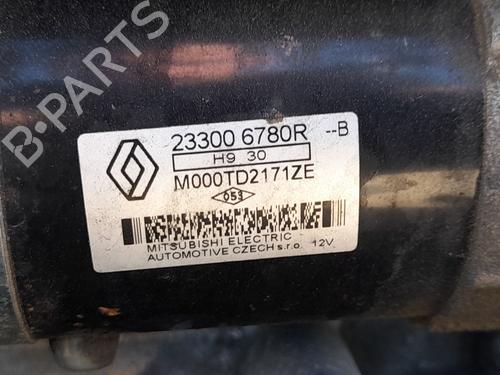 B-PARTS
23300 6780R --B
H9 30
M000TD2171ZE
053
MITSUBISHI ELECTRIC
AUTOMOTIVE CZECH s.r.o. 12V